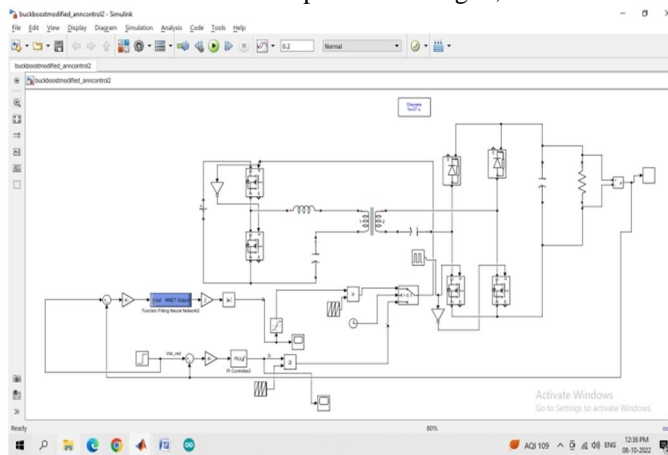 buckboostmodified_anncontrol2 - Simulink
File Edit View Display Diagram Simulation Analysis Code Tools Help
0.2
Normal
buckboostmodified_anncontrol2
buckboostmodified_anncontrol2
Discrete
Function Fitting Neural Network2
Vdc_ref
PI Controller2
Activate Windows
Go to Settings to activate Windows.
Ready
80%
AQI 109
ENG
12:36 PM
08-10-2022